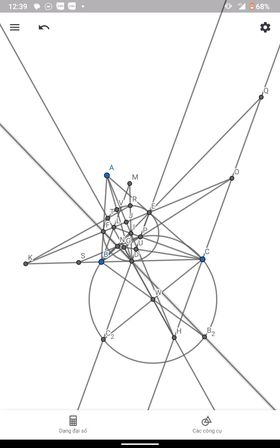 12:39
68%
Q
A
O
M
R
E
P
U
B
C
K
S
W
C₂
H
B₂
Dạng đại số
Các công cụ